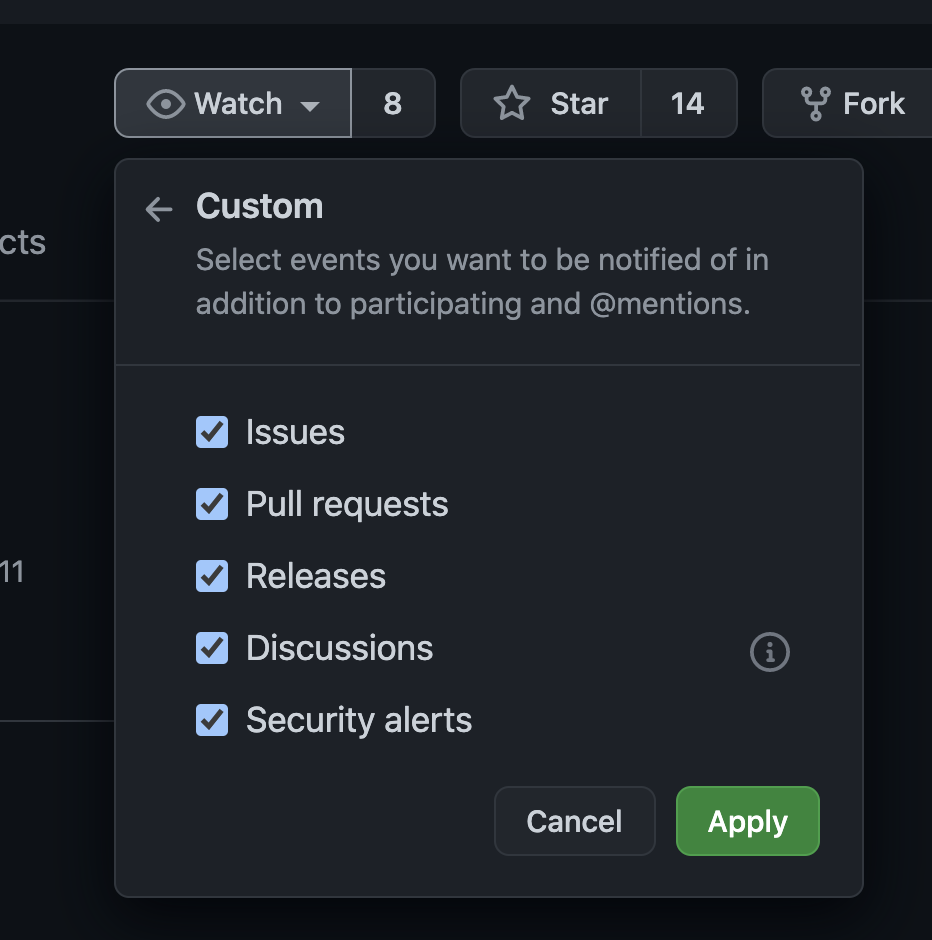 Watch 8 Star 14 Fork
Custom
cts
Select events you want to be notified of in
addition to participating and @mentions.
Issues
Pull requests
11
Releases
Discussions
Security alerts
Cancel Apply